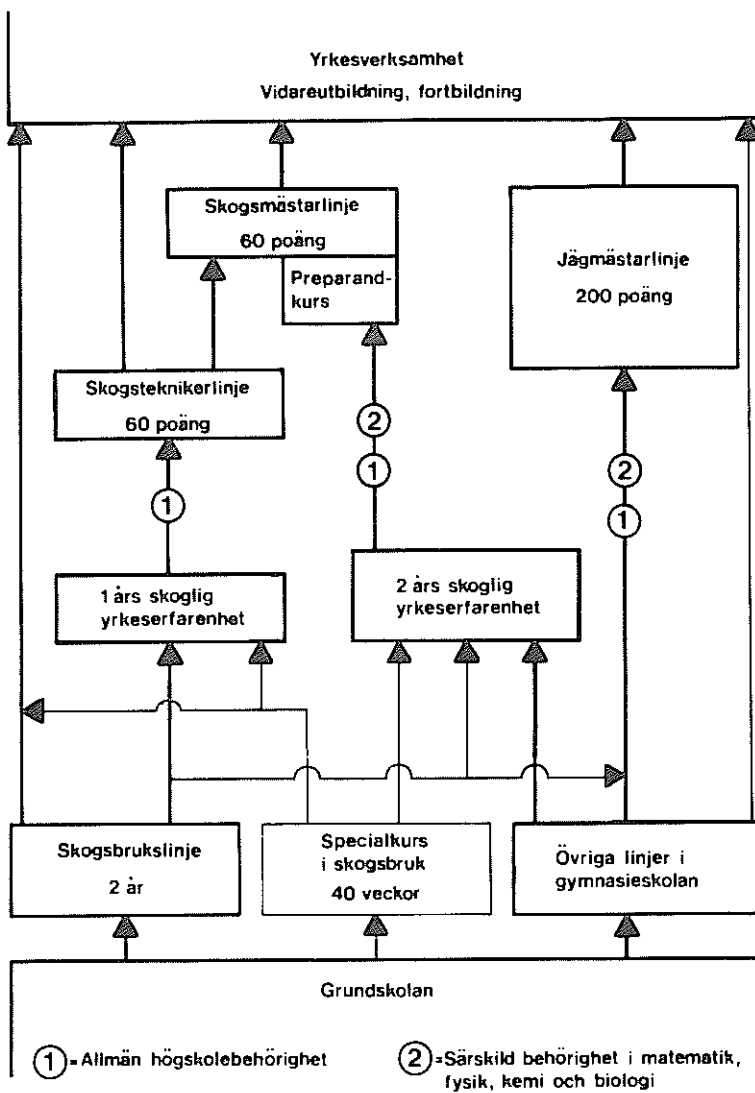 Yrkesverksamhet
Vidareutbildning, fortbildning
Skogsmästarlinje
60 poäng
Preparand-
kurs
Jägmästarlinje
200 poäng
Skogsteknikerlinje
60 poäng
2
1
1
2
1
1 års skoglig
yrkeserfarenhet
2 års skoglig
yrkeserfarenhet
Skogsbrukslinje
2 år
Specialkurs
i skogsbruk
40 veckor
Övriga linjer i
gymnasieskolan
Grundskolan
1 =Allmän högskolebehörighet
2 =Särskild behörighet i matematik,
fysik, kemi och biologi